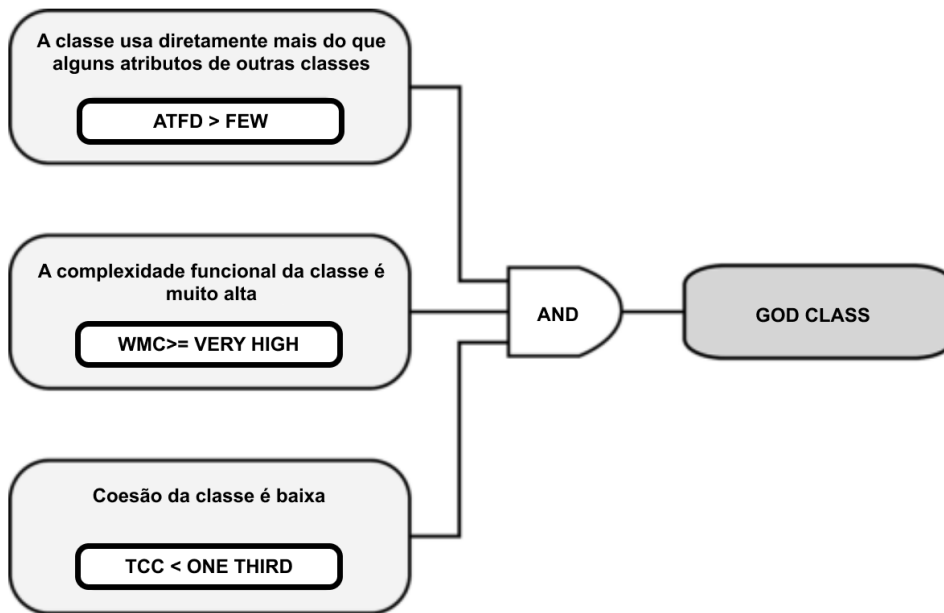 A classe usa diretamente mais do que
alguns atributos de outras classes
ATFD > FEW
A complexidade funcional da classe é
muito alta
WMC>= VERY HIGH
AND
GOD CLASS
Coesão da classe é baixa
TCC < ONE THIRD